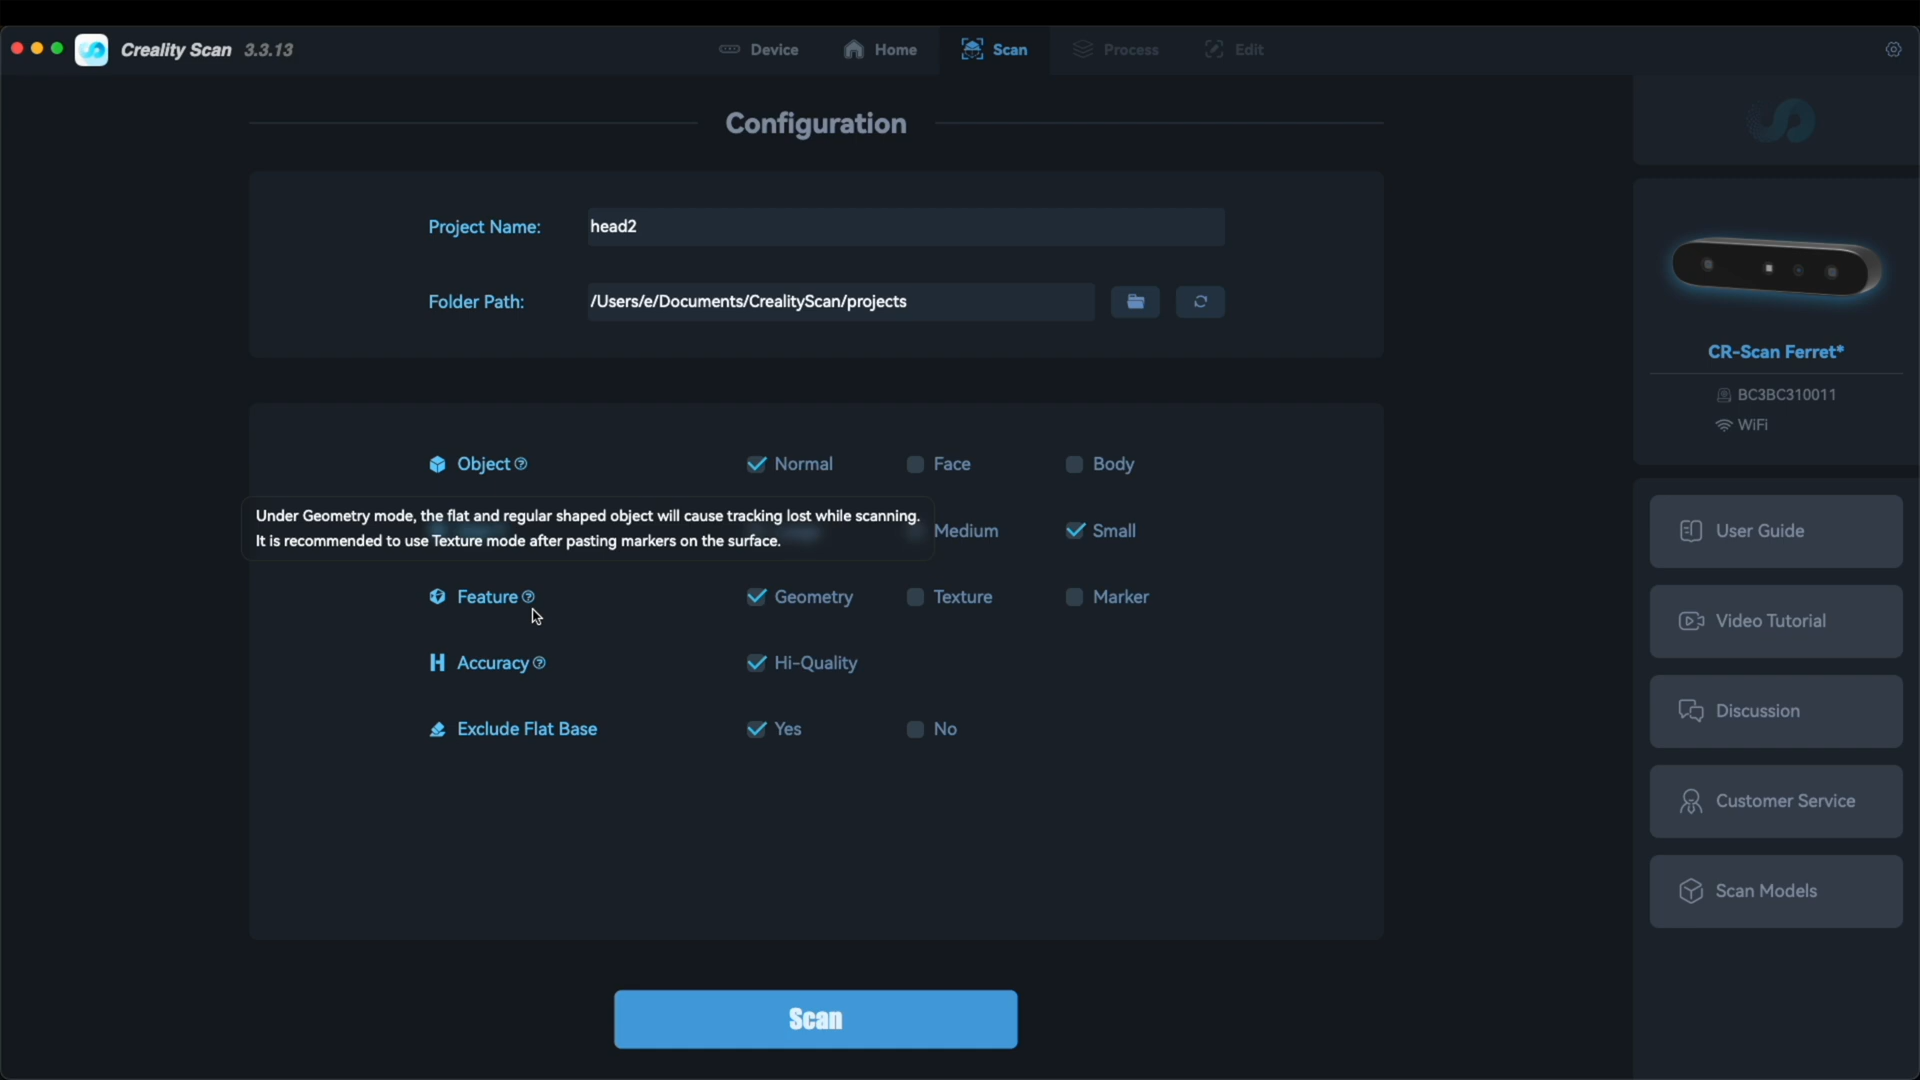 Creality Scan 3.3.13
Device
Home
Scan
Process
Edit
Configuration
Project Name:
head2
Folder Path:
/Users/e/Documents/CrealityScan/projects
CR-Scan Ferret*
BC3BC310011
WiFi
Object
Normal
Face
Body
Under Geometry mode, the flat and regular shaped object will cause tracking lost while scanning.
It is recommended to use Texture mode after pasting markers on the surface.
Medium
Small
Feature
Geometry
Texture
Marker
Accuracy
Hi-Quality
Exclude Flat Base
Yes
No
Scan
User Guide
Video Tutorial
Discussion
Customer Service
Scan Models